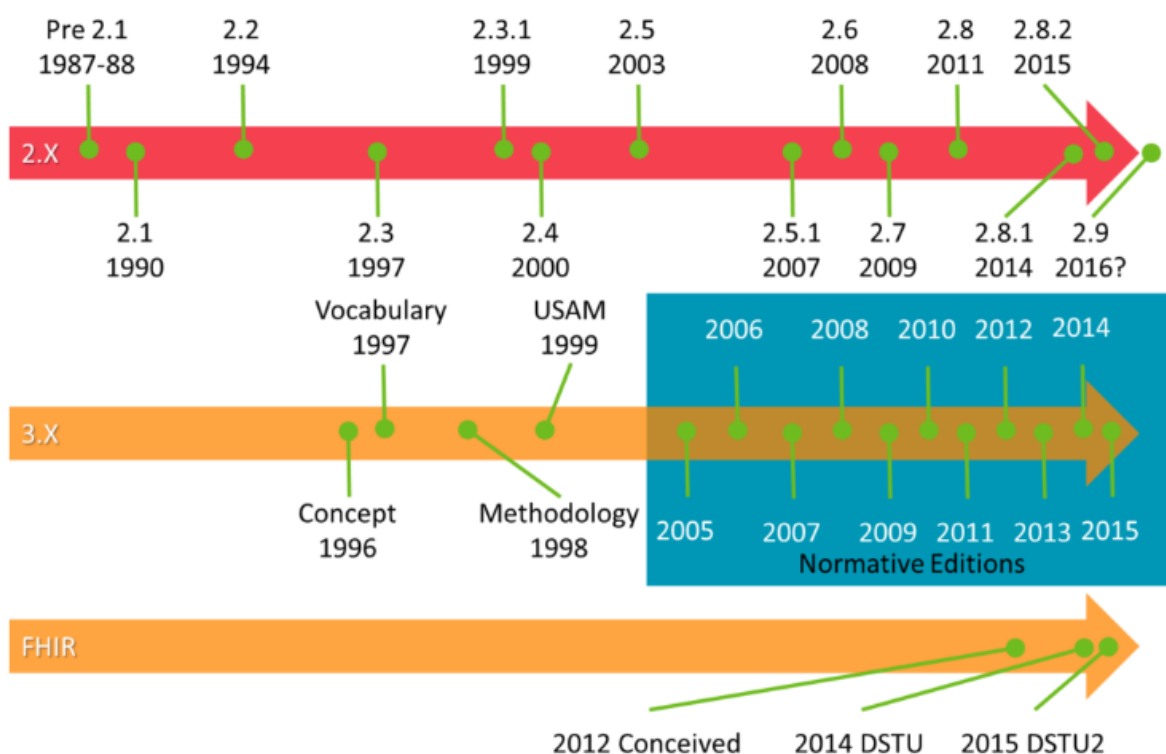 Pre 2.1 2.2 2.3.1 2.5 2.6 2.8 2.8.2
1987-88 1994 1999 2003 2008 2011 2015
2.X
2.1 2.3 2.4 2.5.1 2.7 2.8.1 2.9
1990 1997 2000 2007 2009 2014 2016?
Vocabulary USAM
1997 1999
2006 2008 2010 2012 2014
3.X
Concept Methodology
1996 1998
2005 2007 2009 2011 2013 2015
Normative Editions
FHIR
2012 Conceived 2014 DSTU 2015 DSTU2